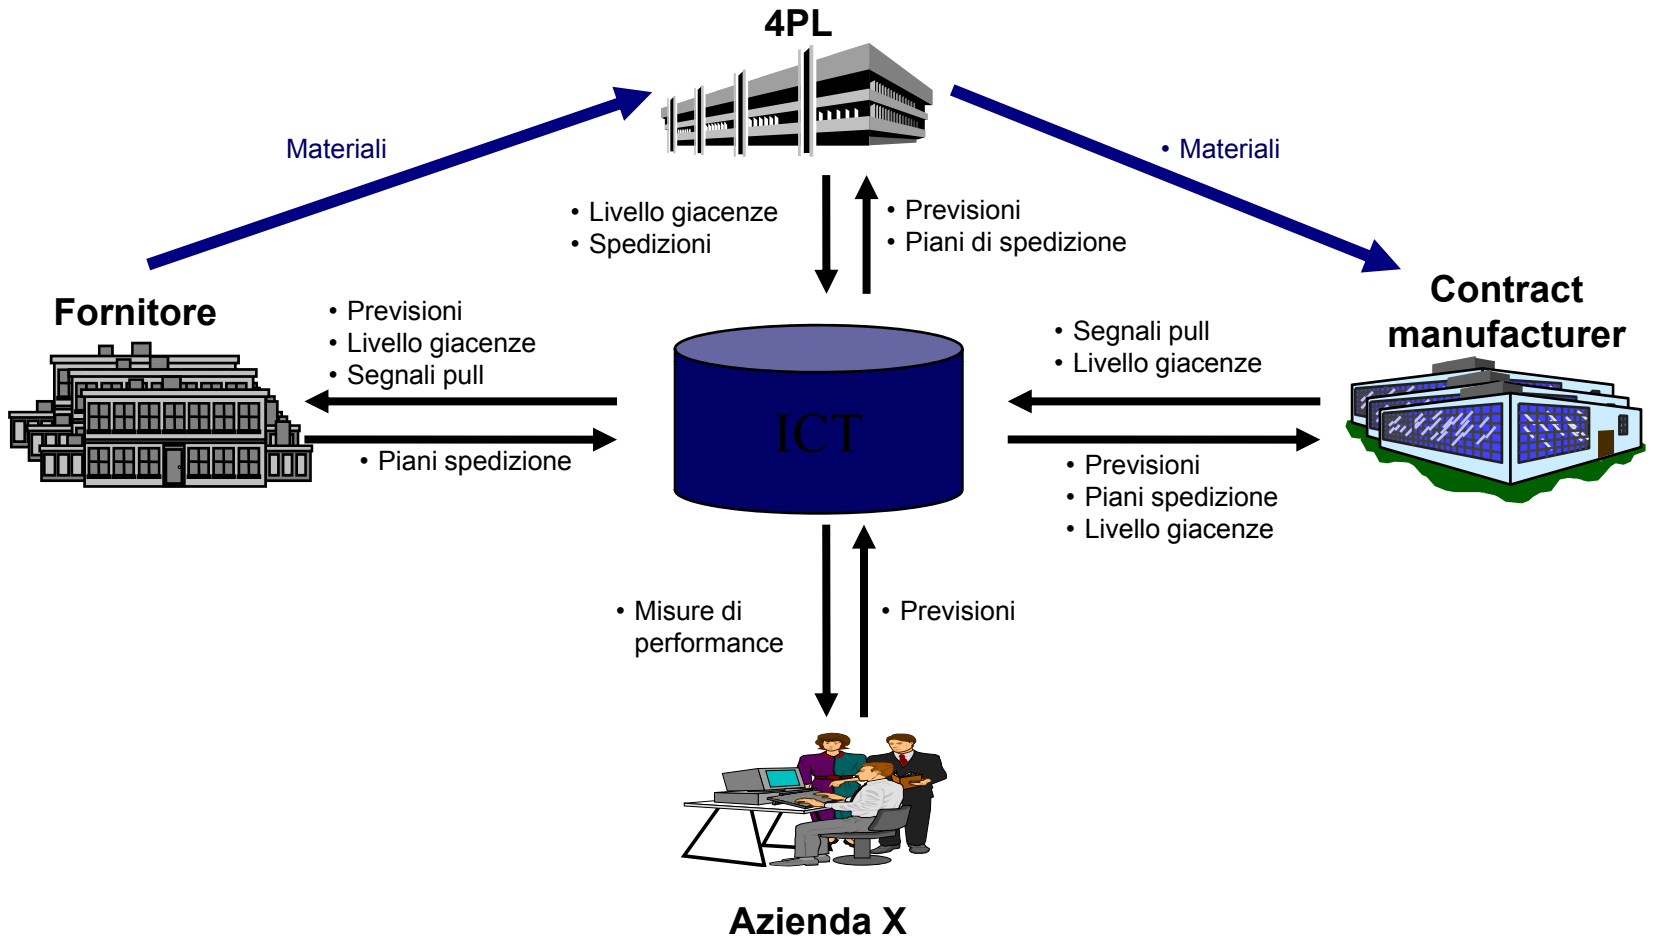 4PL
Materiali
• Materiali
• Livello giacenze
• Spedizioni
• Previsioni
• Piani di spedizione
Fornitore
• Previsioni
• Livello giacenze
• Segnali pull
• Piani spedizione
ICT
• Segnali pull
• Livello giacenze
Contract
manufacturer
• Previsioni
• Piani spedizione
• Livello giacenze
• Misure di
performance
• Previsioni
Azienda X